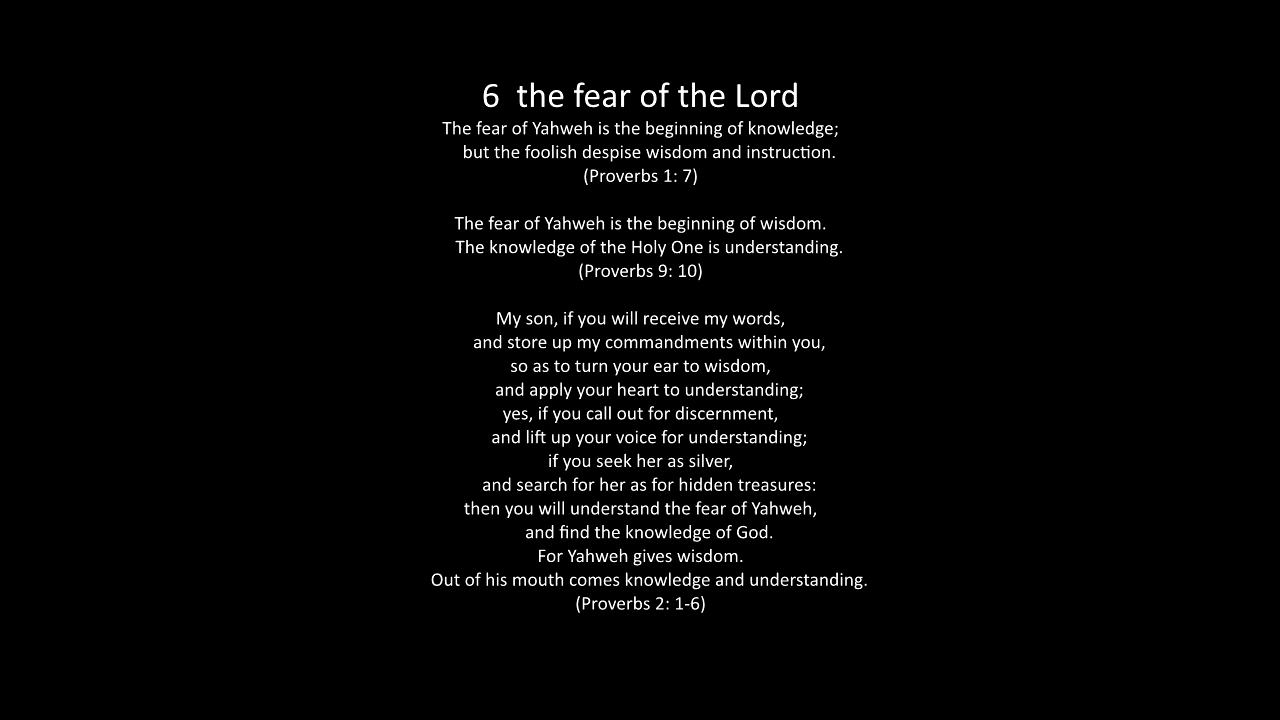 6  the fear of the Lord
The fear of Yahweh is the beginning of knowledge;
but the foolish despise wisdom and instruction.
(Proverbs 1: 7)
The fear of Yahweh is the beginning of wisdom.
The knowledge of the Holy One is understanding.
(Proverbs 9: 10)
My son, if you will receive my words,
and store up my commandments within you,
so as to turn your ear to wisdom,
and apply your heart to understanding;
yes, if you call out for discernment,
and lift up your voice for understanding;
if you seek her as silver,
and search for her as for hidden treasures:
then you will understand the fear of Yahweh,
and find the knowledge of God.
For Yahweh gives wisdom.
Out of his mouth comes knowledge and understanding.
(Proverbs 2: 1-6)